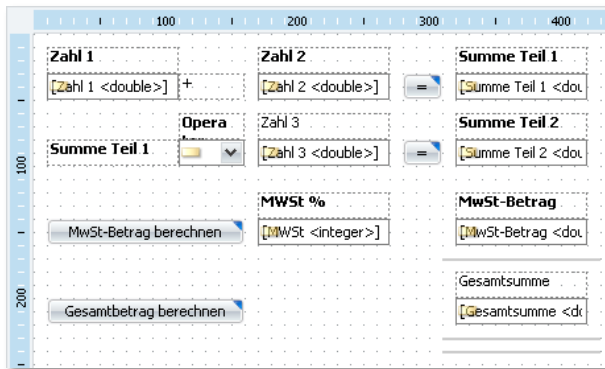 100 200 300 400
Zahl 1 Zahl 2 Summe Teil 1
[Zahl 1 <double>] + [Zahl 2 <double>] = [Summe Teil 1 <dou
Opera Zahl 3 Summe Teil 2
Summe Teil 1 [Zahl 3 <double>] = [Summe Teil 2 <dou
100
MWSt % MwSt-Betrag
MwSt-Betrag berechnen [MWSt <integer>] [MwSt-Betrag <dou
200
Gesamtsumme
Gesamtbetrag berechnen [Gesamtsumme <do